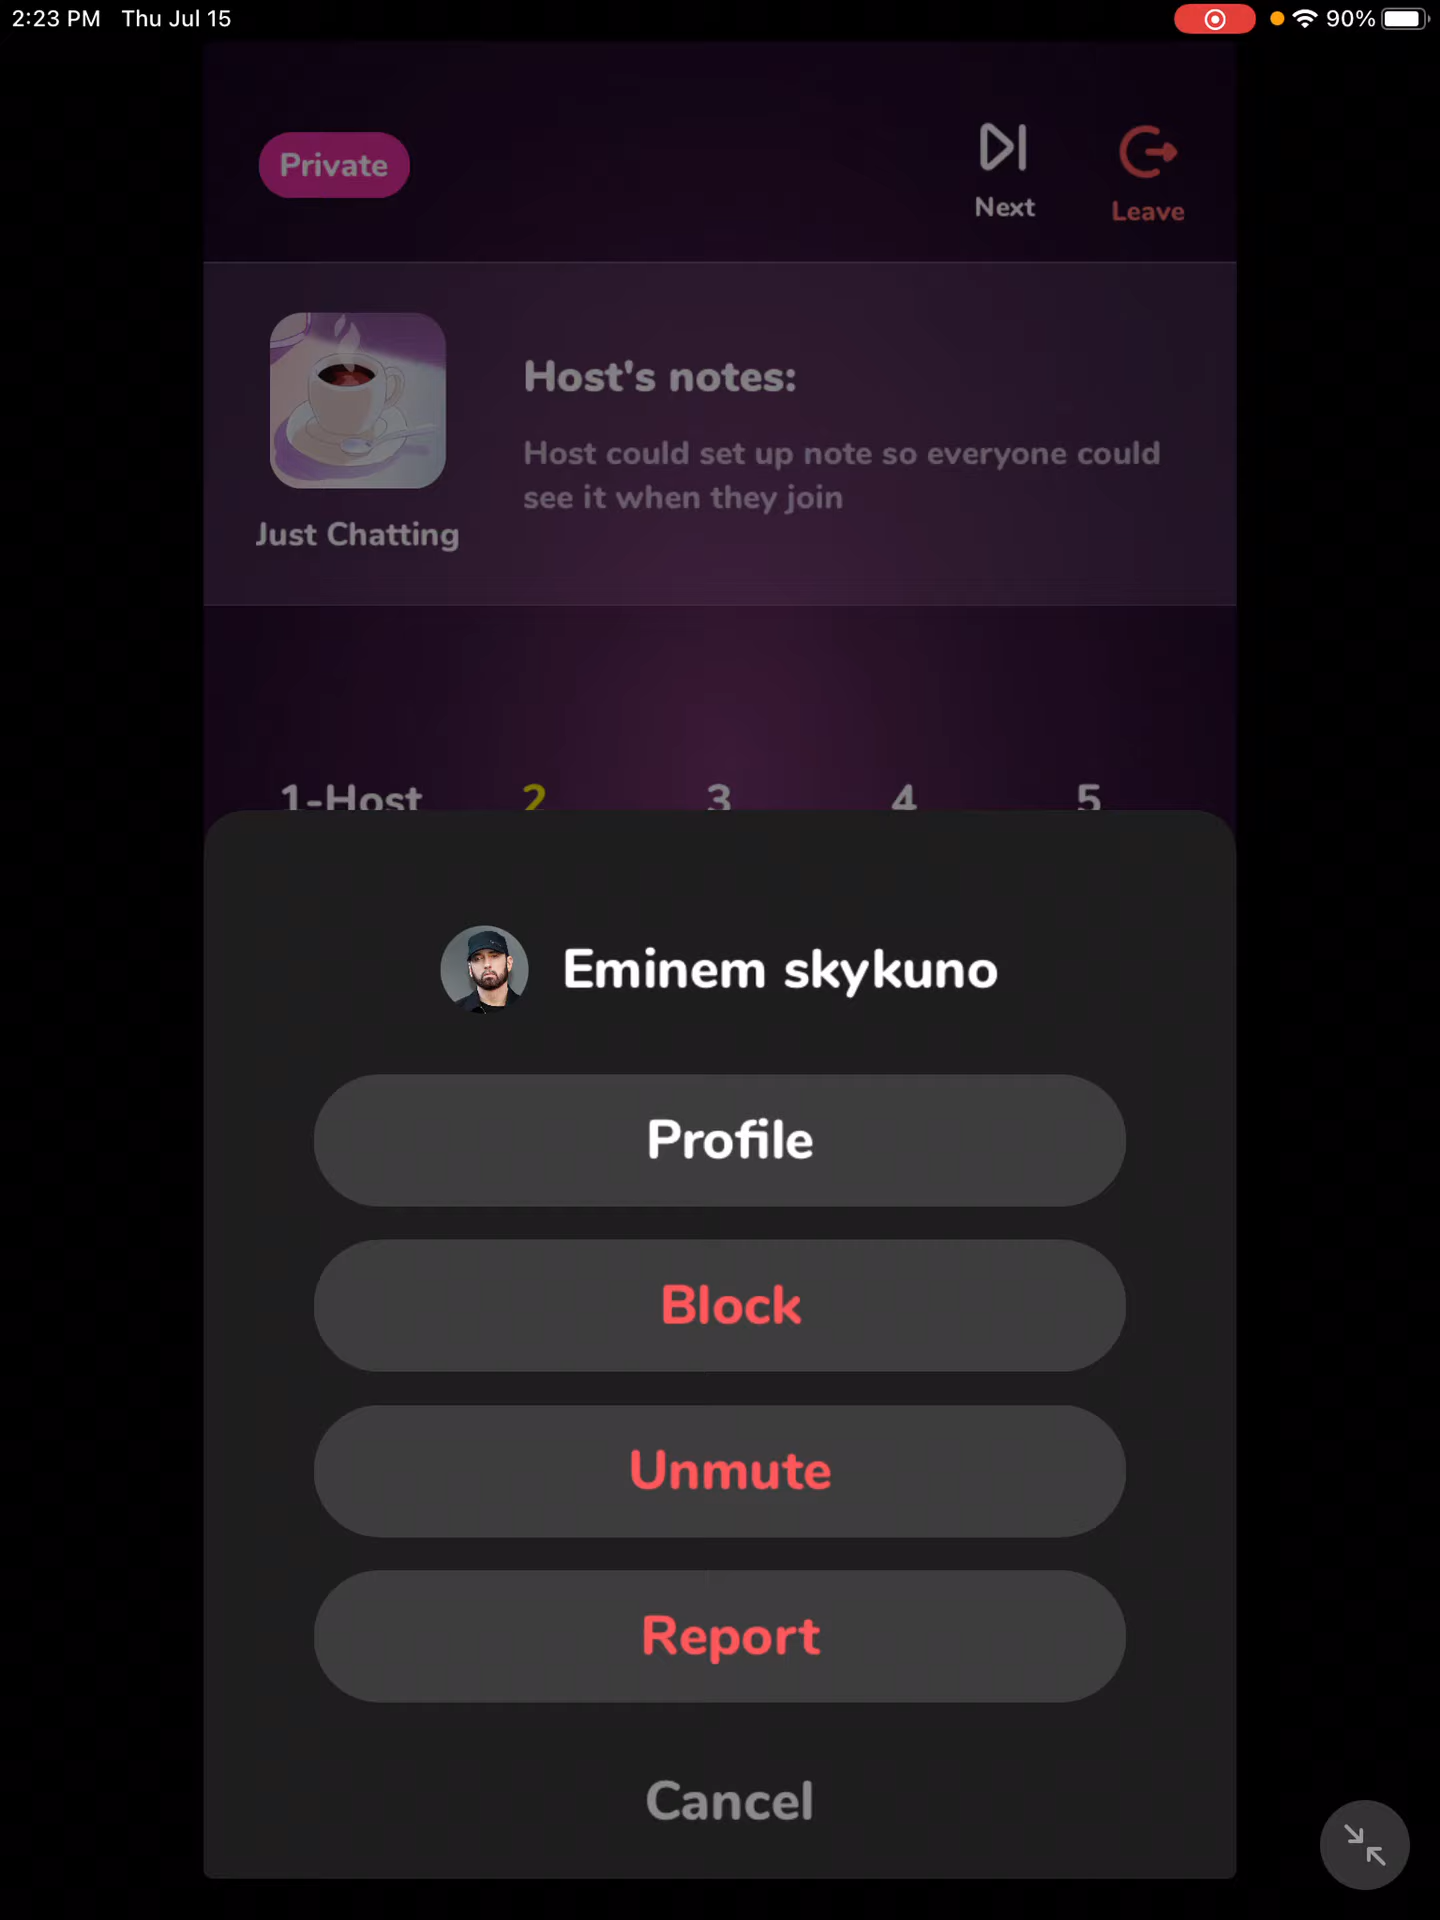 2:23 PM Thu Jul 15 90%
Private
Next
Leave
Host's notes:
Host could set up note so everyone could
see it when they join
Just Chatting
1-Host 2 3 4 5
Eminem skykuno
Profile
Block
Unmute
Report
Cancel